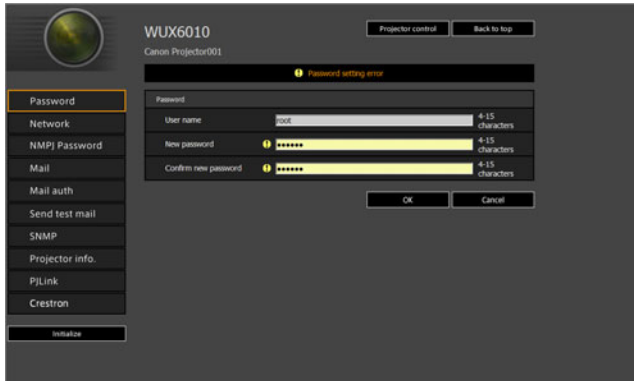 WUX6010
Projector control
Back to top
Canon Projector001
Password setting error
Password
Network
NMPJ Password
Mail
Mail auth
Send test mail
SNMP
Projector info.
PJLink
Crestron
Initialize
Password
User name
root
4-15
characters
New password
••••••
4-15
characters
Confirm new password
••••••
4-15
characters
OK
Cancel